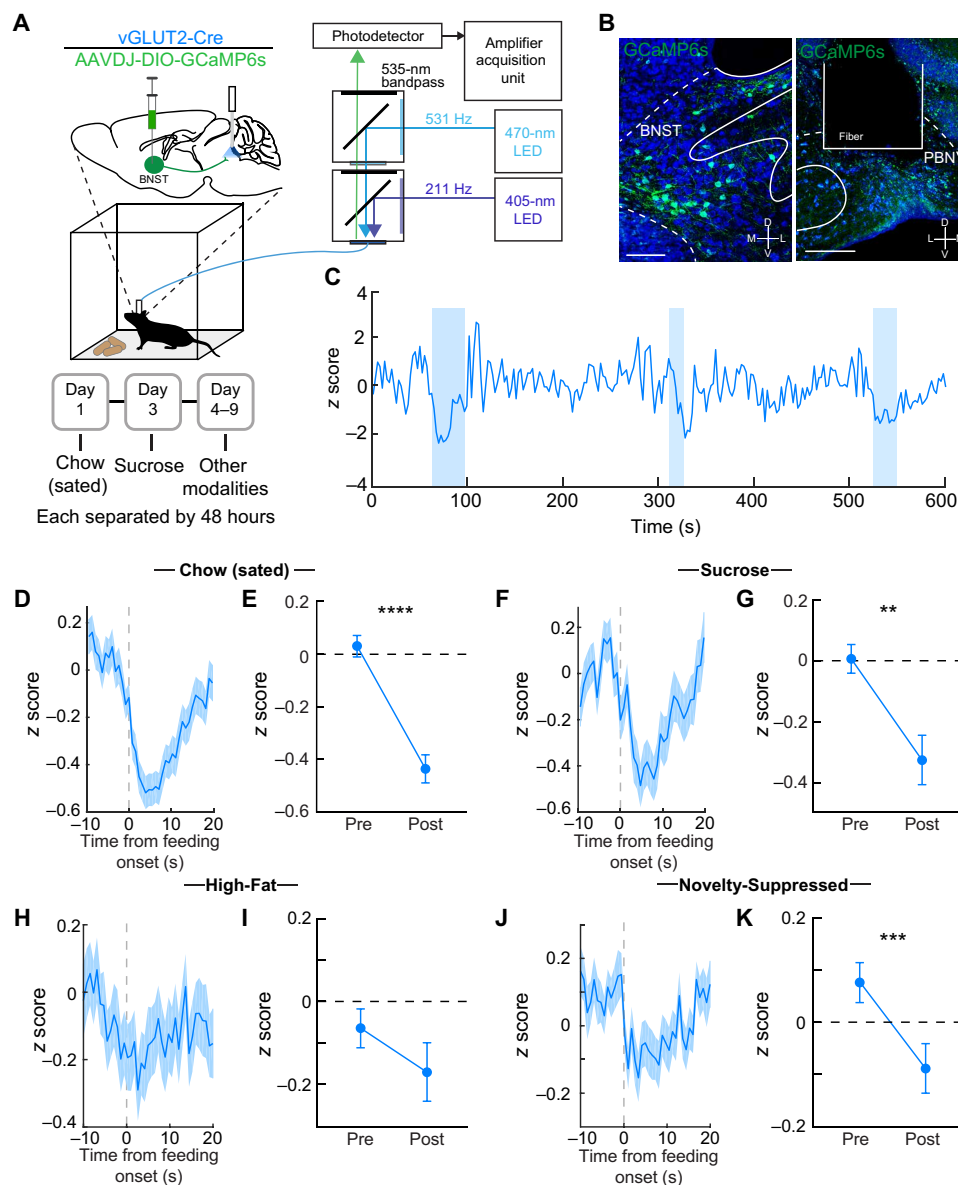 A
vGLUT2-Cre
AAVDJ-DIO-GCaMP6s
BNST
Day
1
Day
3
Day
4–9
Chow
(sated)
Sucrose
Other
modalities
Each separated by 48 hours
Photodetector
Amplifier
acquisition
unit
535-nm
bandpass
531 Hz
470-nm
LED
211 Hz
405-nm
LED
B
GCaMP6s
BNST
D
M
L
V
GCaMP6s
Fiber
PBN
D
L
V
C
z score
4
2
0
–2
–4
0
100
200
300
400
500
600
Time (s)
Chow (sated)
D
z score
0.2
0
–0.2
–0.4
–0.6
–10
0
10
20
Time from feeding
onset (s)
E
****
z score
0.2
0
–0.2
–0.4
–0.6
Pre
Post
Sucrose
F
z score
0.2
0
–0.2
–0.4
–0.6
–10
0
10
20
Time from feeding
onset (s)
G
**
z score
0.2
0
–0.2
–0.4
Pre
Post
High-Fat
H
z score
0.2
0
–0.2
–0.4
–10
0
10
20
Time from feeding
onset (s)
I
z score
0.2
0
–0.2
Pre
Post
Novelty-Suppressed
J
z score
0.2
0
–0.2
–10
0
10
20
Time from feeding
onset (s)
K
***
z score
0.2
0
–0.2
Pre
Post